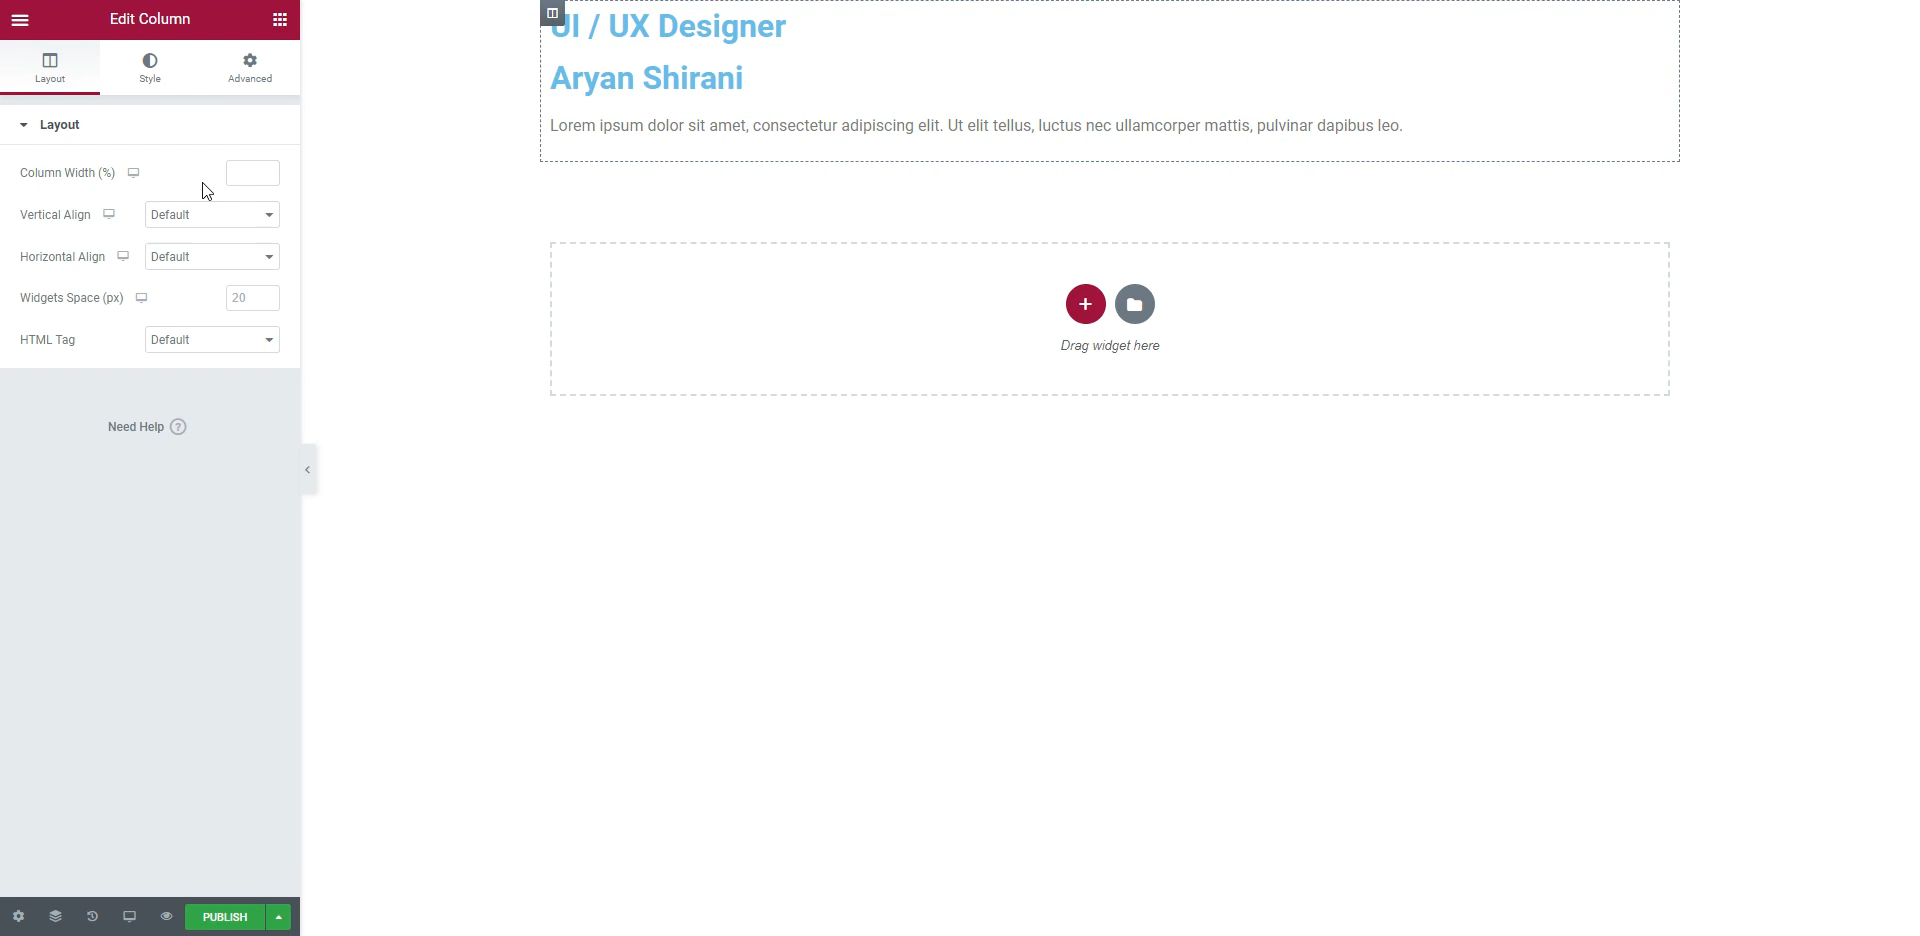 Edit Column
Layout
Style
Advanced
Layout
Column Width (%)
Vertical Align
Default
Horizontal Align
Default
Widgets Space (px)
20
HTML Tag
Default
Need Help ?
PUBLISH
UI / UX Designer
Aryan Shirani
Lorem ipsum dolor sit amet, consectetur adipiscing elit. Ut elit tellus, luctus nec ullamcorper mattis, pulvinar dapibus leo.
Drag widget here